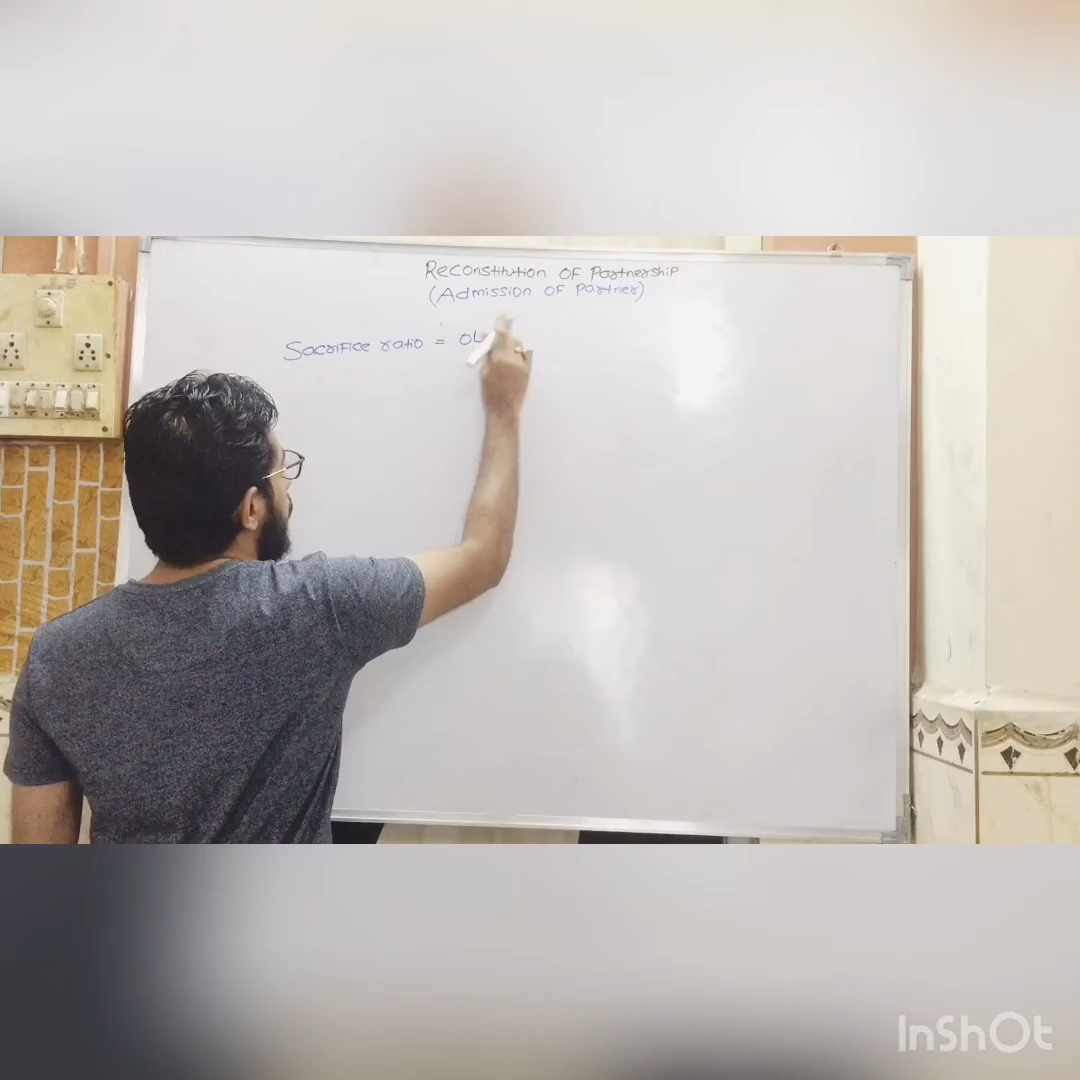 Reconstitution of Partnership
(Admission of Partner)
Sacrifice ratio = OL
InShOt